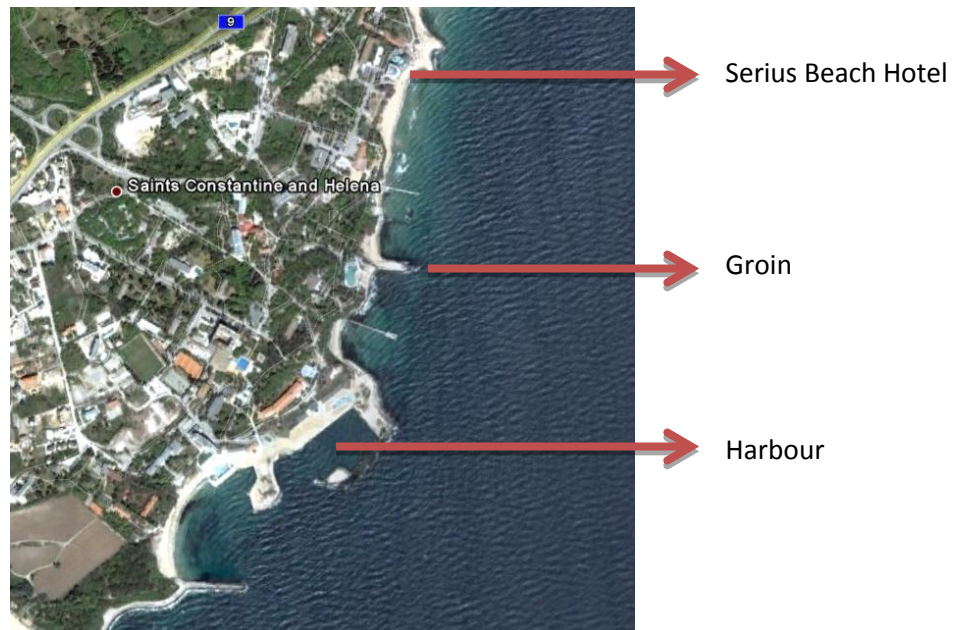 9
Serius Beach Hotel
Saints Constantine and Helena
Groin
Harbour